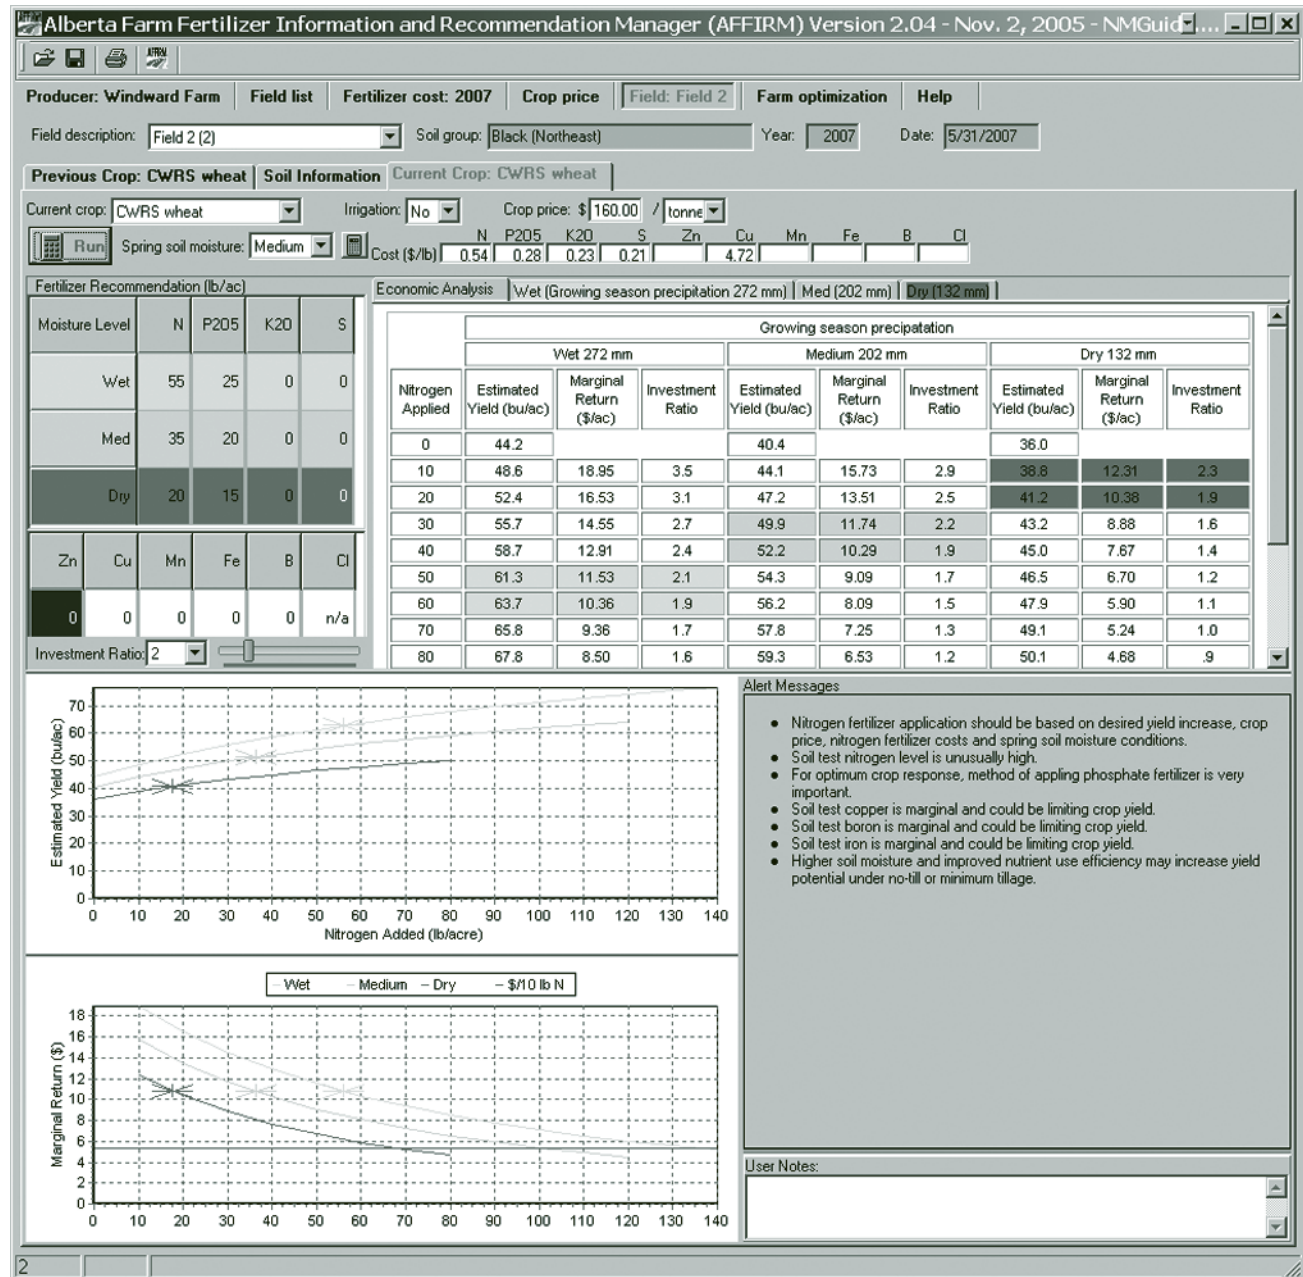 Alberta Farm Fertilizer Information and Recommendation Manager (AFFIRM) Version 2.04 - Nov. 2, 2005 - NMGuid....
AFFIRM
Producer: Windward Farm Field list Fertilizer cost: 2007 Crop price Field: Field 2 Farm optimization Help
Field description: Field 2 (2) Soil group: Black (Northeast) Year: 2007 Date: 5/31/2007
Previous Crop: CWRS wheat Soil Information Current Crop: CWRS wheat
Current crop: CWRS wheat Irrigation: No Crop price: $ 160.00 / tonne
N P2O5 K2O S Zn Cu Mn Fe B Cl
Run Spring soil moisture: Medium Cost ($/lb) 0.54 0.28 0.23 0.21 4.72
Fertilizer Recommendation (lb/ac)
Moisture Level N P2O5 K2O S
Wet 55 25 0 0
Med 35 20 0 0
Dry 20 15 0 0
Zn Cu Mn Fe B Cl
0 0 0 0 0 n/a
Investment Ratio: 2
Economic Analysis Wet (Growing season precipitation 272 mm) Med (202 mm) Dry (132 mm)
Growing season precipatation
Wet 272 mm Medium 202 mm Dry 132 mm
Nitrogen Applied Estimated Yield (bu/ac) Marginal Return ($/ac) Investment Ratio Estimated Yield (bu/ac) Marginal Return ($/ac) Investment Ratio Estimated Yield (bu/ac) Marginal Return ($/ac) Investment Ratio
0 44.2 40.4 36.0
10 48.6 18.95 3.5 44.1 15.73 2.9 38.8 12.31 2.3
20 52.4 16.53 3.1 47.2 13.51 2.5 41.2 10.38 1.9
30 55.7 14.55 2.7 49.9 11.74 2.2 43.2 8.88 1.6
40 58.7 12.91 2.4 52.2 10.29 1.9 45.0 7.67 1.4
50 61.3 11.53 2.1 54.3 9.09 1.7 46.5 6.70 1.2
60 63.7 10.36 1.9 56.2 8.09 1.5 47.9 5.90 1.1
70 65.8 9.36 1.7 57.8 7.25 1.3 49.1 5.24 1.0
80 67.8 8.50 1.6 59.3 6.53 1.2 50.1 4.68 .9
Estimated Yield (bu/ac)
70
60
50
40
30
20
10
0
0 10 20 30 40 50 60 70 80 90 100 110 120 130 140
Nitrogen Added (lb/acre)
Wet Medium Dry $/10 lb N
Marginal Return ($)
18
16
14
12
10
8
6
4
2
0
0 10 20 30 40 50 60 70 80 90 100 110 120 130 140
Alert Messages
● Nitrogen fertilizer application should be based on desired yield increase, crop
price, nitrogen fertilizer costs and spring soil moisture conditions.
● Soil test nitrogen level is unusually high.
● For optimum crop response, method of appling phosphate fertilizer is very
important.
● Soil test copper is marginal and could be limiting crop yield.
● Soil test boron is marginal and could be limiting crop yield.
● Soil test iron is marginal and could be limiting crop yield.
● Higher soil moisture and improved nutrient use efficiency may increase yield
potential under no-till or minimum tillage.
User Notes:
2